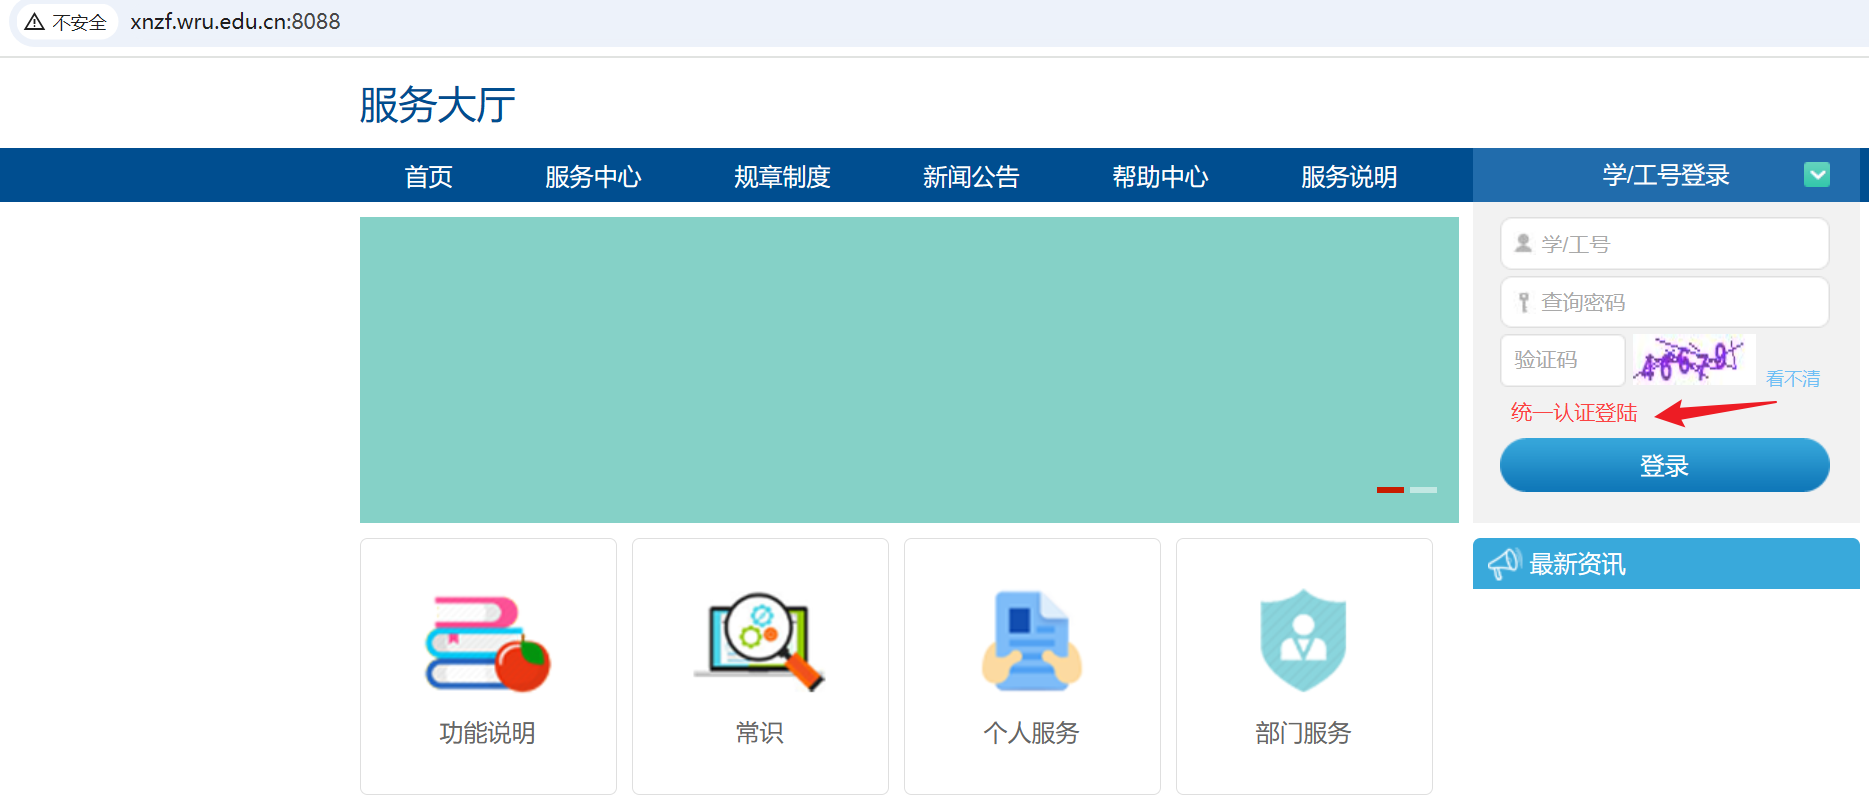 不安全 xnzf.wru.edu.cn:8088
服务大厅
首页 服务中心 规章制度 新闻公告 帮助中心 服务说明 学/工号登录
学/工号
查询密码
验证码 46679 看不清
统一认证登陆
登录
最新资讯
功能说明 常识 个人服务 部门服务